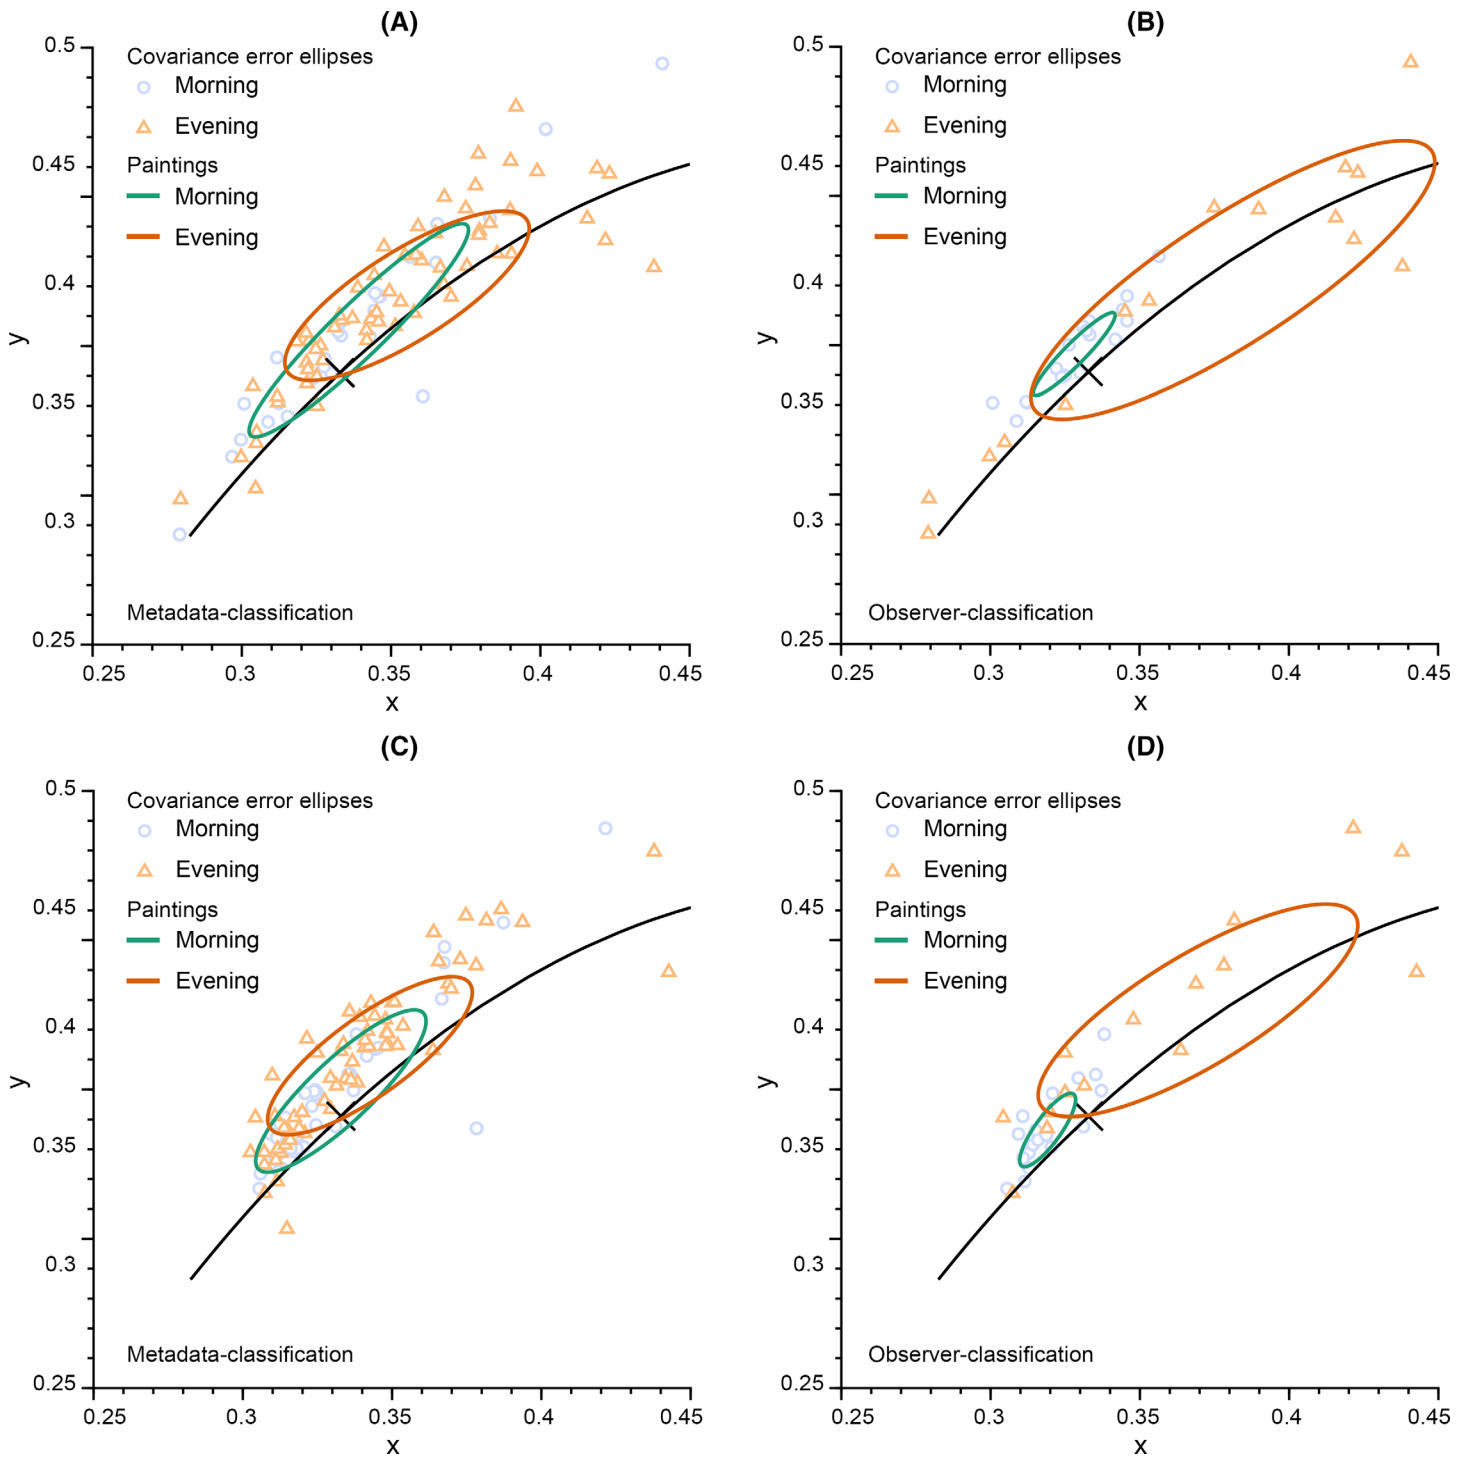 (A)
0.5
0.45
0.4
0.35
0.3
0.25
y
Covariance error ellipses
Morning
Evening
Paintings
Morning
Evening
Metadata-classification
0.25 0.3 0.35 0.4 0.45
x
(B)
0.5
0.45
0.4
0.35
0.3
0.25
y
Covariance error ellipses
Morning
Evening
Paintings
Morning
Evening
Observer-classification
0.25 0.3 0.35 0.4 0.45
x
(C)
0.5
0.45
0.4
0.35
0.3
0.25
y
Covariance error ellipses
Morning
Evening
Paintings
Morning
Evening
Metadata-classification
0.25 0.3 0.35 0.4 0.45
x
(D)
0.5
0.45
0.4
0.35
0.3
0.25
y
Covariance error ellipses
Morning
Evening
Paintings
Morning
Evening
Observer-classification
0.25 0.3 0.35 0.4 0.45
x